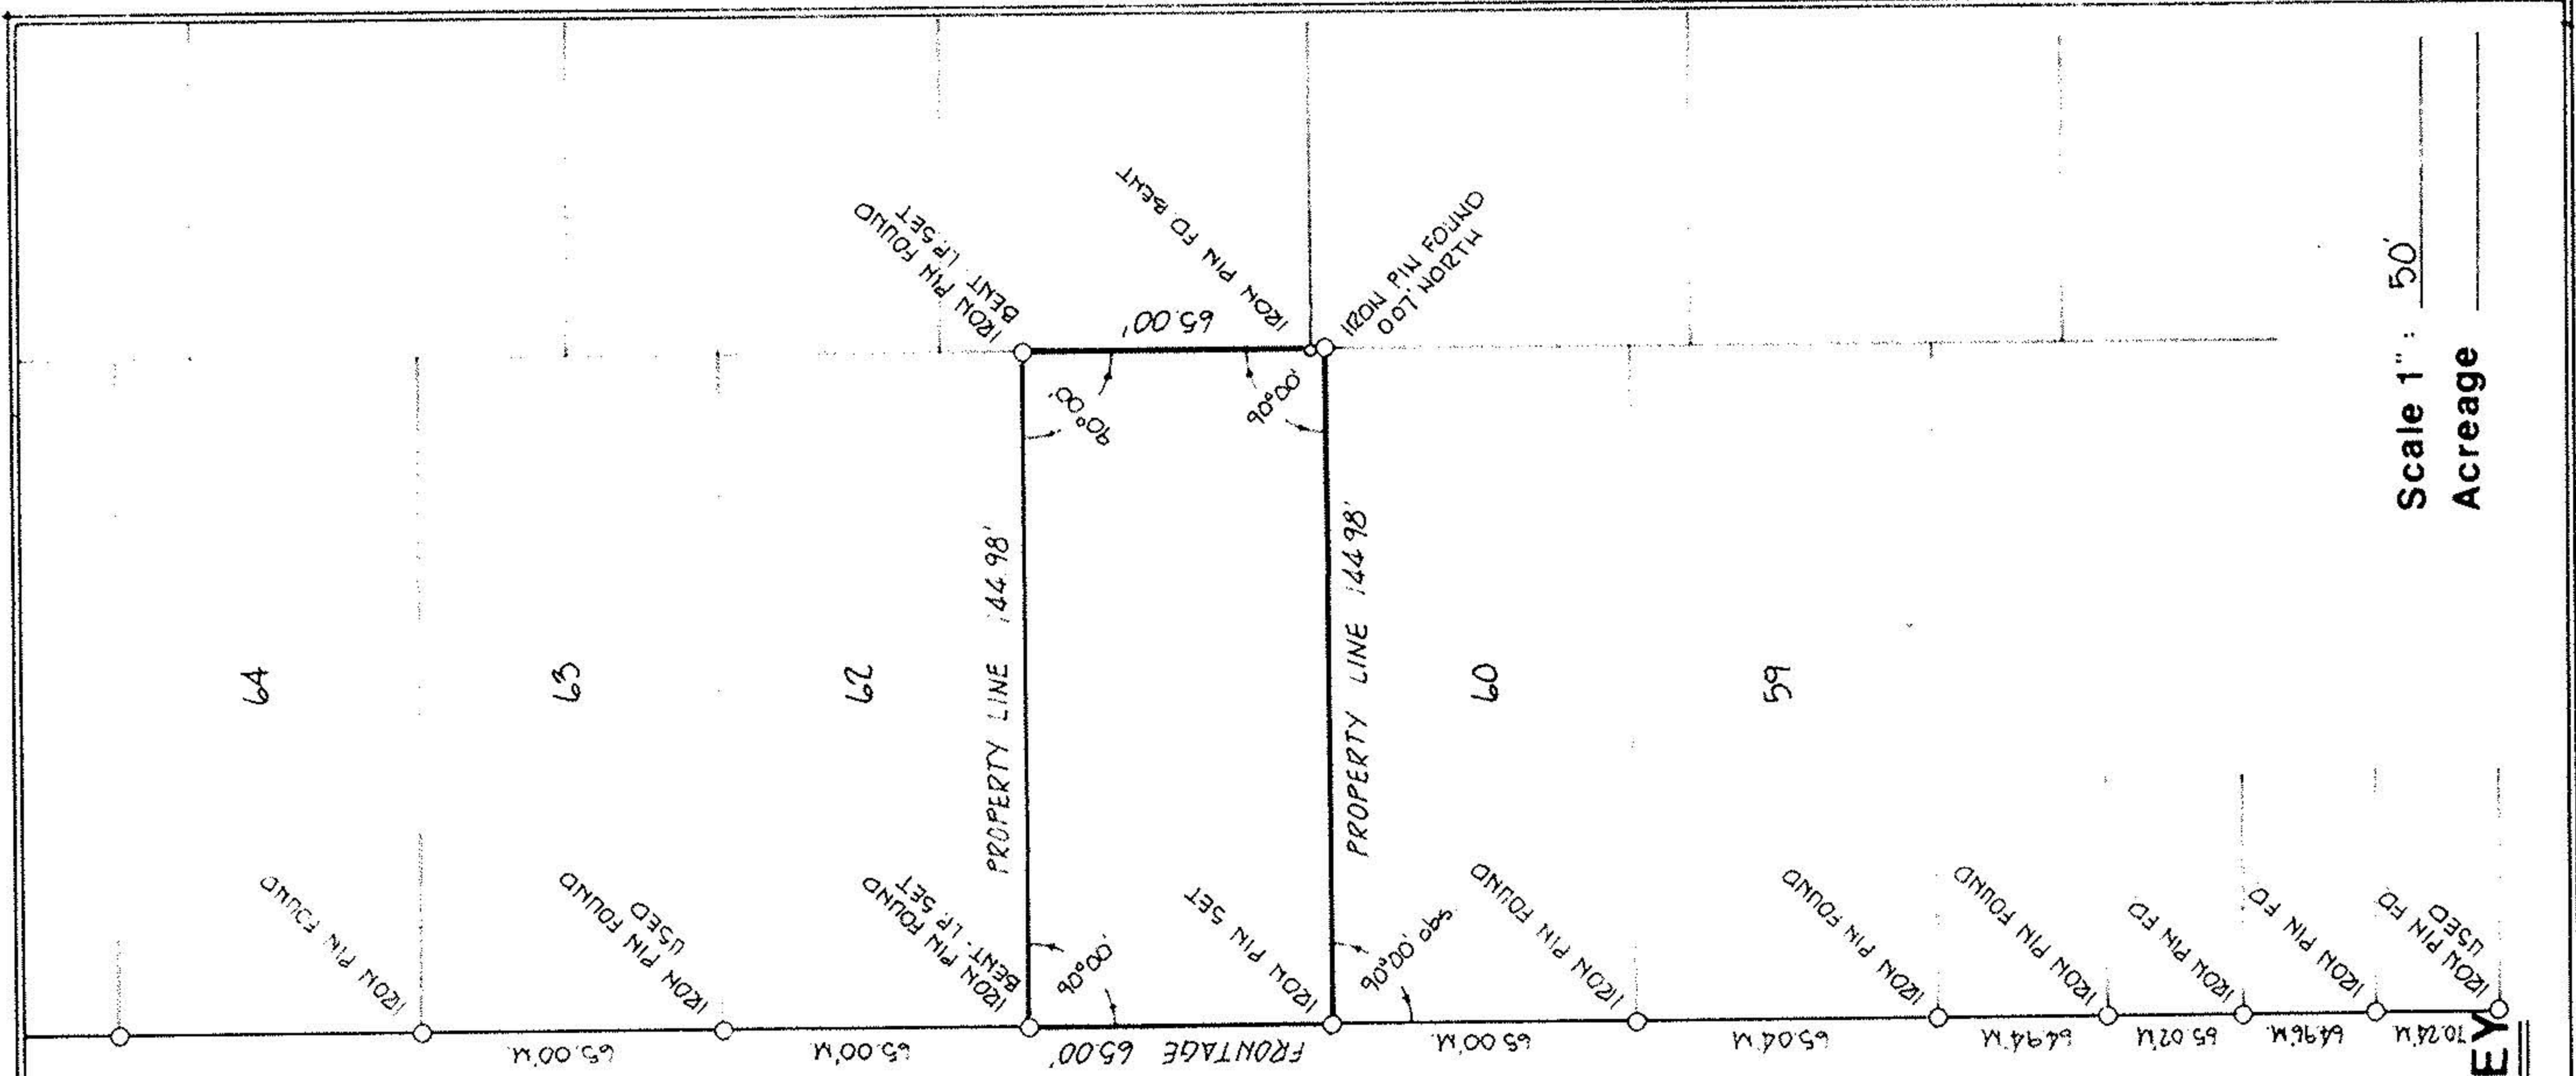 64
63
62
60
59
IRON PIN FOUND
IRON PIN FOUND
USED
IRON PIN FOUND
BENT - I.P. SET
IRON PIN SET
IRON PIN FOUND
IRON PIN FOUND
IRON PIN FOUND
IRON PIN FD
IRON PIN FD
IRON PIN FD
USED
65.00'M.
65.00'M.
FRONTAGE 65.00'
65.00'M.
65.04'M
64.94'M
65.02'M
64.96'M.
70.24'M
90°00'
90°00' obs.
PROPERTY LINE 144.98'
PROPERTY LINE 144.98'
90°00'
90°00'
65.00'
IRON PIN FOUND
BENT I.P. SET
IRON PIN FD BENT
IRON PIN FOUND
0.07' NORTH
Scale 1": 50'
Acreage
EY